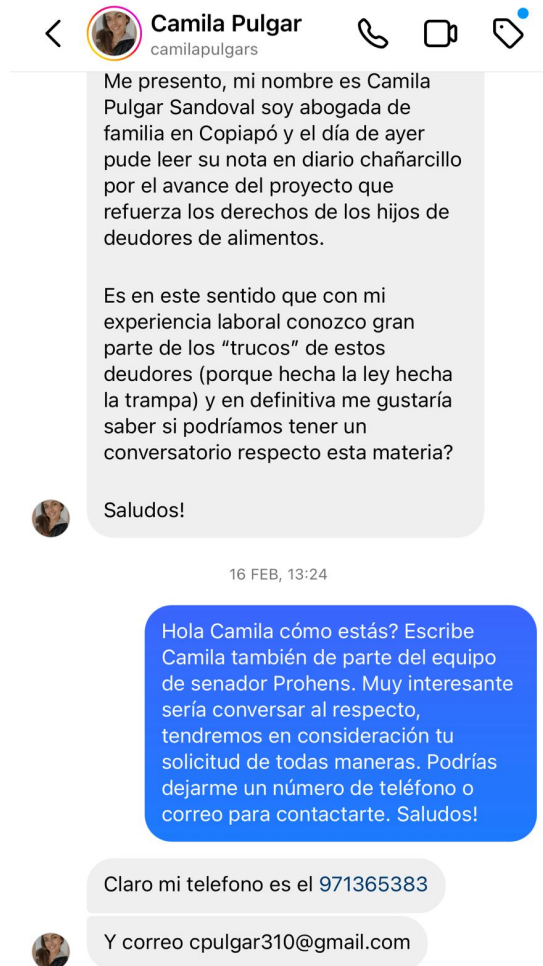 Camila Pulgar
camilapulgars
Me presento, mi nombre es Camila
Pulgar Sandoval soy abogada de
familia en Copiapó y el día de ayer
pude leer su nota en diario chañarcillo
por el avance del proyecto que
refuerza los derechos de los hijos de
deudores de alimentos.
Es en este sentido que con mi
experiencia laboral conozco gran
parte de los “trucos” de estos
deudores (porque hecha la ley hecha
la trampa) y en definitiva me gustaría
saber si podríamos tener un
conversatorio respecto esta materia?
Saludos!
16 FEB, 13:24
Hola Camila cómo estás? Escribe
Camila también de parte del equipo
de senador Prohens. Muy interesante
sería conversar al respecto,
tendremos en consideración tu
solicitud de todas maneras. Podrías
dejarme un número de teléfono o
correo para contactarte. Saludos!
Claro mi telefono es el 971365383
Y correo cpulgar310@gmail.com